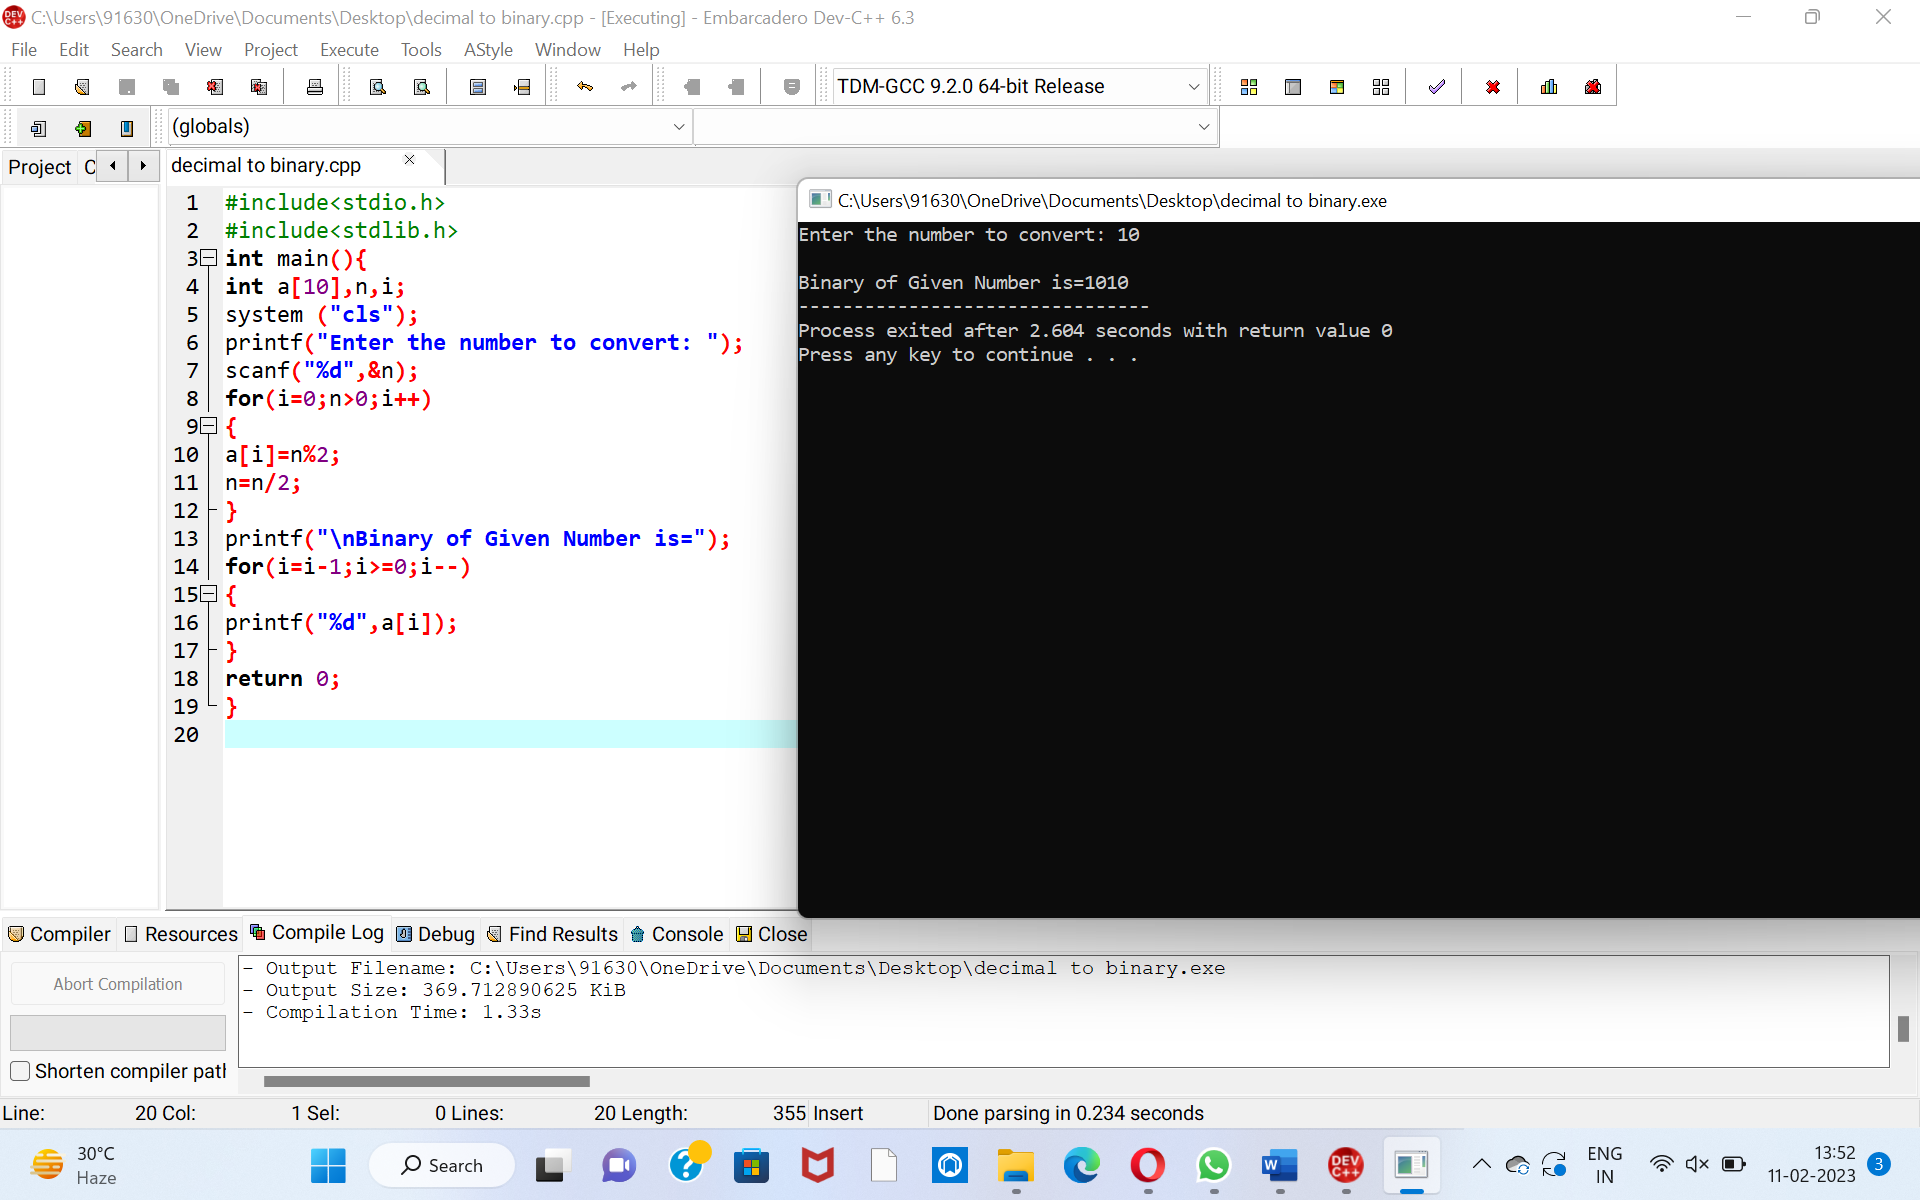 C:\Users\91630\OneDrive\Documents\Desktop\decimal to binary.cpp - [Executing] - Embarcadero Dev-C++ 6.3
File Edit Search View Project Execute Tools AStyle Window Help
TDM-GCC 9.2.0 64-bit Release
(globals)
Project C decimal to binary.cpp
1 #include<stdio.h>
2 #include<stdlib.h>
3 int main(){
4 int a[10],n,i;
5 system ("cls");
6 printf("Enter the number to convert: ");
7 scanf("%d",&n);
8 for(i=0;n>0;i++)
9 {
10 a[i]=n%2;
11 n=n/2;
12 }
13 printf("\nBinary of Given Number is=");
14 for(i=i-1;i>=0;i--)
15 {
16 printf("%d",a[i]);
17 }
18 return 0;
19 }
20
C:\Users\91630\OneDrive\Documents\Desktop\decimal to binary.exe
Enter the number to convert: 10
Binary of Given Number is=1010
--------------------------------
Process exited after 2.604 seconds with return value 0
Press any key to continue . . .
Compiler Resources Compile Log Debug Find Results Console Close
Abort Compilation
Shorten compiler path
- Output Filename: C:\Users\91630\OneDrive\Documents\Desktop\decimal to binary.exe
- Output Size: 369.712890625 KiB
- Compilation Time: 1.33s
Line: 20 Col: 1 Sel: 0 Lines: 20 Length: 355 Insert Done parsing in 0.234 seconds
30°C
Haze
Search
DEV C++
ENG
IN
13:52
11-02-2023
3